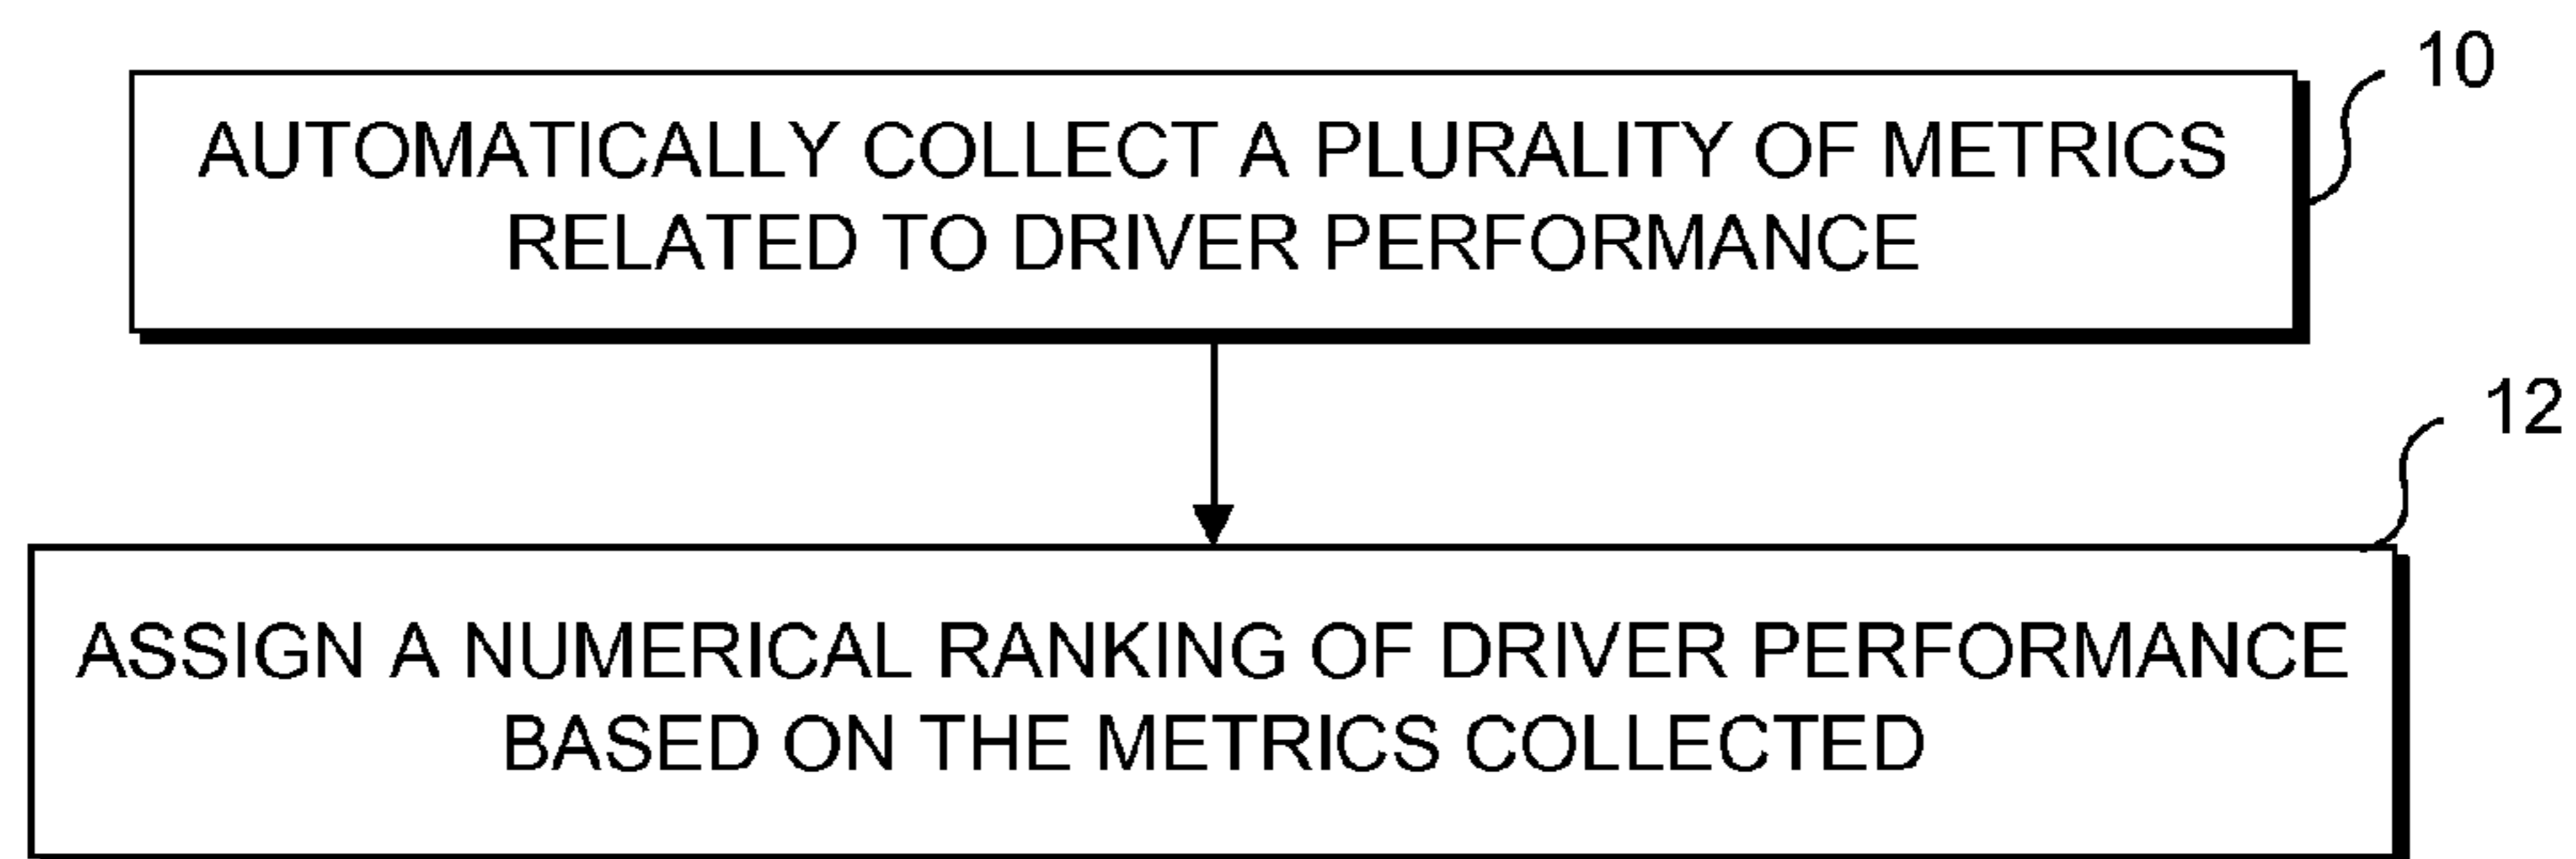 10
AUTOMATICALLY COLLECT A PLURALITY OF METRICS
RELATED TO DRIVER PERFORMANCE
12
ASSIGN A NUMERICAL RANKING OF DRIVER PERFORMANCE
BASED ON THE METRICS COLLECTED